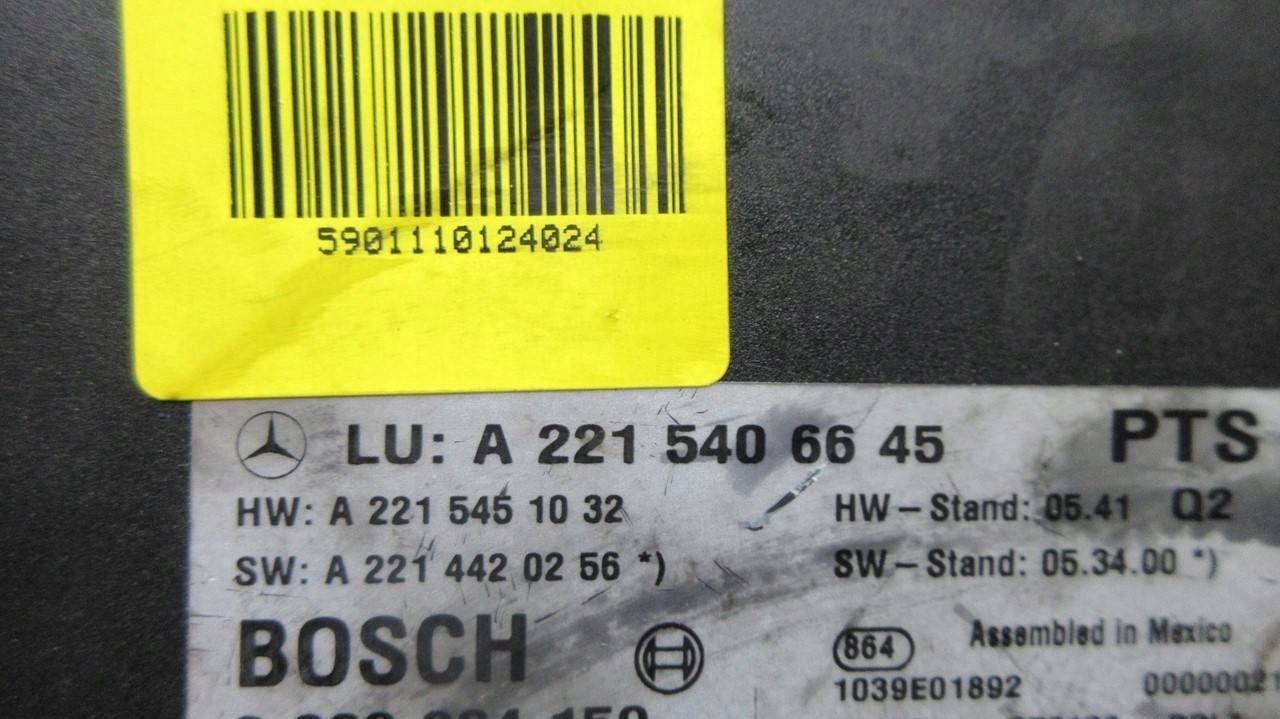 5901110124024
LU: A 221 540 66 45 PTS
HW: A 221 545 10 32 HW – Stand: 05.41 Q2
SW: A 221 442 02 56 *) SW – Stand: 05.34.00 *)
BOSCH 864 Assembled in Mexico
1039E01892